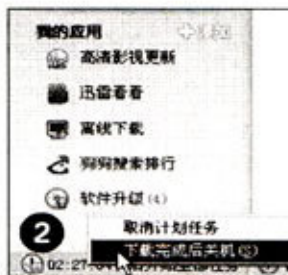 我的应用
高清影视更新
迅雷看看
离线下载
狗狗搜索排行
软件升级(4)
2
取消计划任务
下载完成后关机(S)
02:27